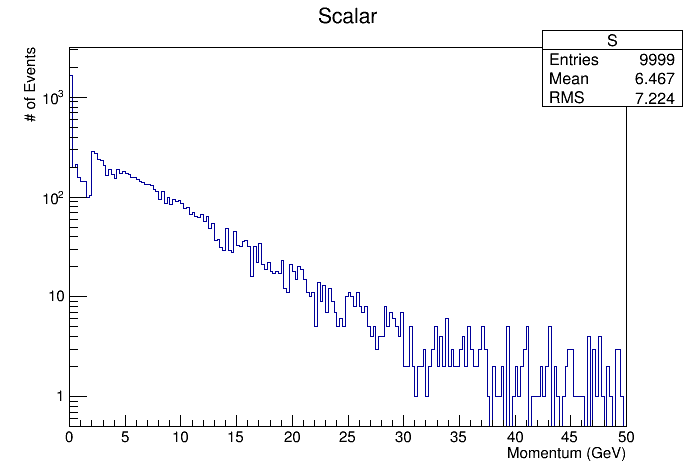 Scalar
S
Entries 9999
Mean 6.467
RMS 7.224
# of Events
10³
10²
10
1
0 5 10 15 20 25 30 35 40 45 50
Momentum (GeV)